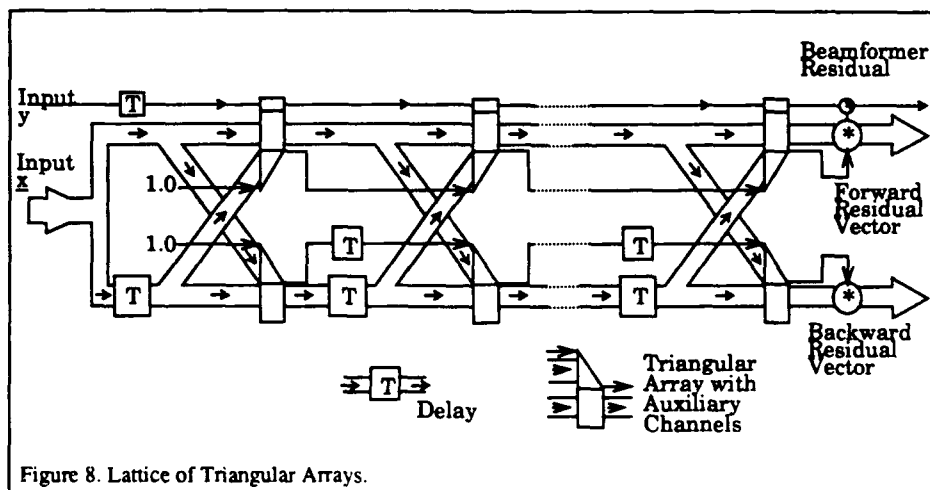 Beamformer
Residual
Input
y
T
Input
x
1.0
1.0
T
T
T
T
T
*
*
Forward
Residual
Vector
Backward
Residual
Vector
T
Delay
Triangular
Array with
Auxiliary
Channels
Figure 8. Lattice of Triangular Arrays.